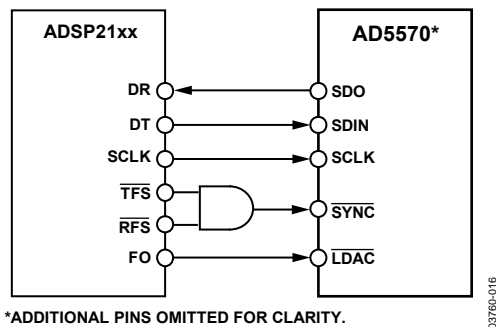 ADSP21xx
AD5570*
DR
SDO
DT
SDIN
SCLK
SCLK
TFS
SYNC
RFS
FO
LDAC
*ADDITIONAL PINS OMITTED FOR CLARITY.
03760-016